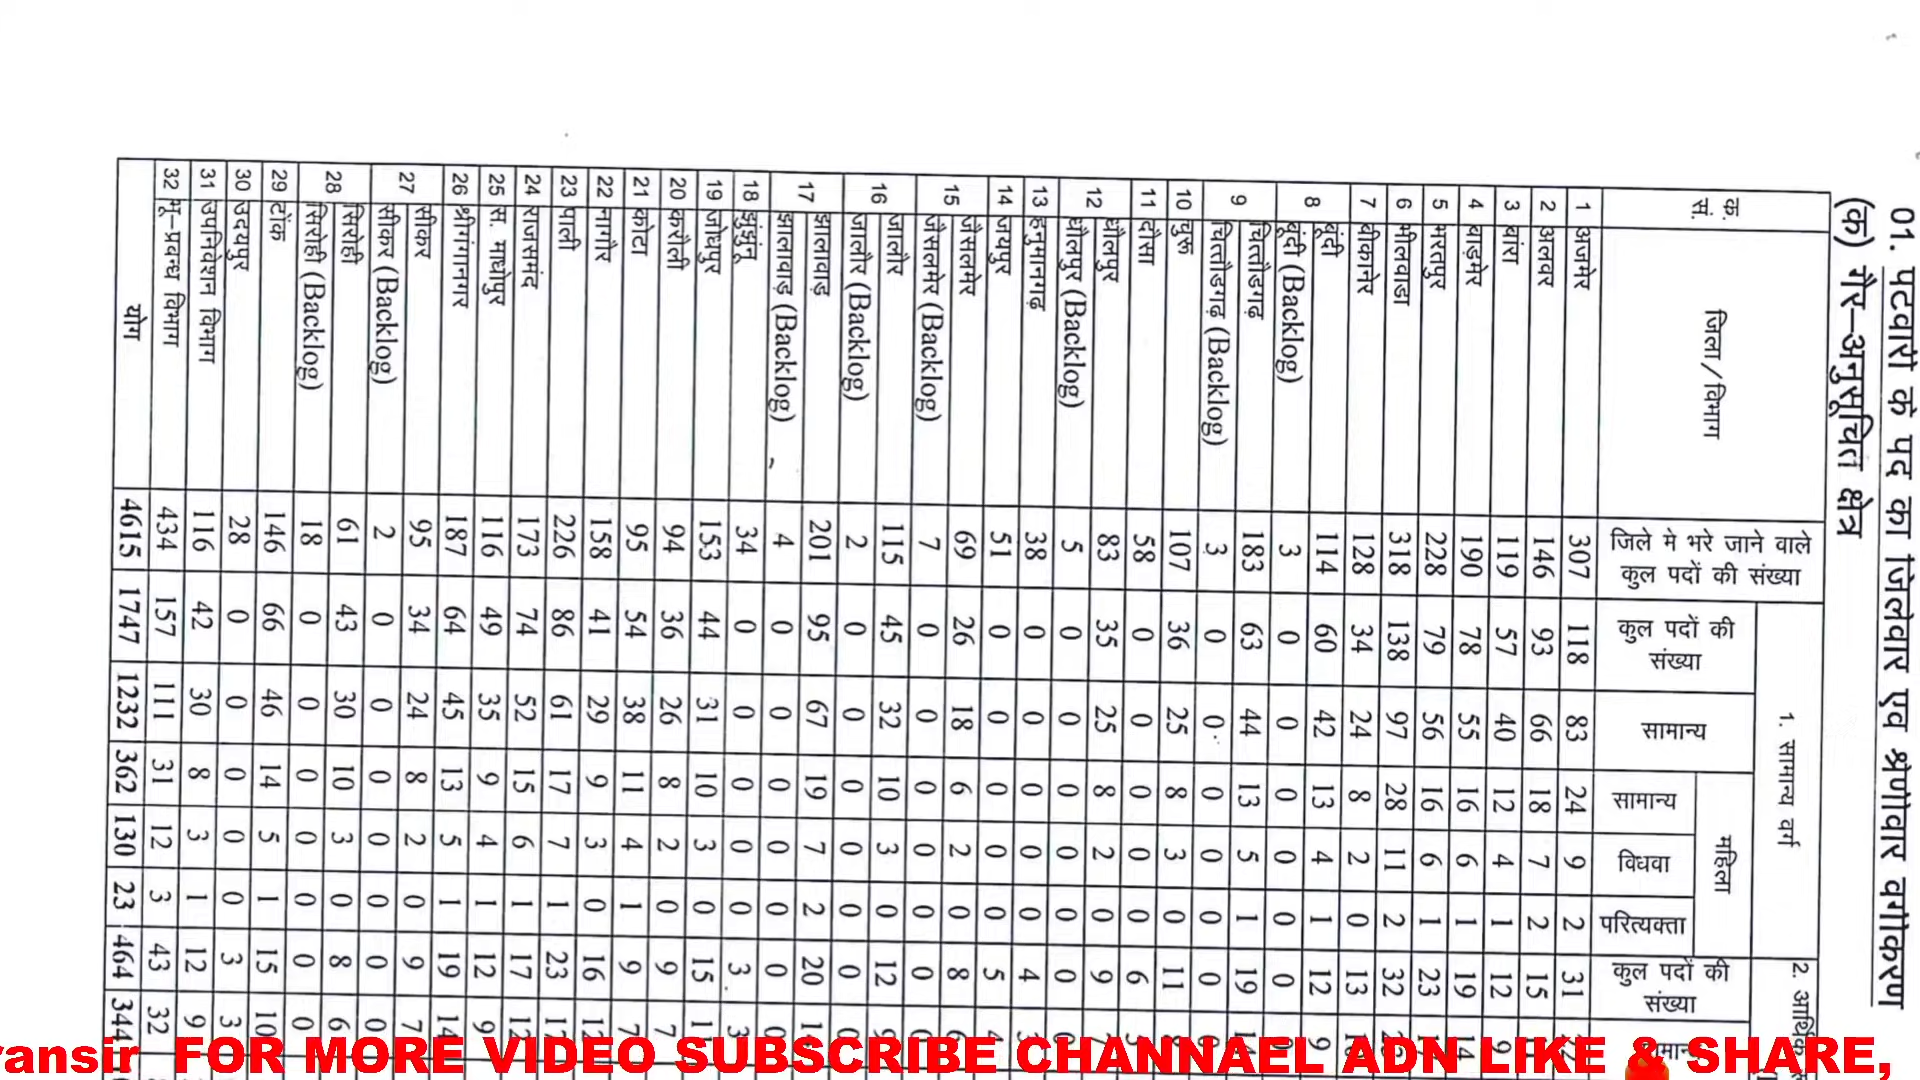 01. पटवारी के पद का जिलेवार एवं श्रेणीवार वर्गीकरण
(क) गैर–अनुसूचित क्षेत्र
क्र. सं. जिला / विभाग जिले मे भरे जाने वाले कुल पदों की संख्या 1. सामान्य वर्ग 2. आर्थिक
कुल पदों की संख्या सामान्य महिला कुल पदों की संख्या
सामान्य विधवा परित्यक्ता
1 अजमेर 307 118 83 24 9 2 31
2 अलवर 146 93 66 18 7 2 15
3 बांरा 119 57 40 12 4 1 12 9
4 बाड़मेर 190 78 55 16 6 1 19 14
5 भरतपुर 228 79 56 16 6 1 23
6 भीलवाडा 318 138 97 28 11 2 32
7 बीकानेर 128 34 24 8 2 0 13
8 बूंदी 114 60 42 13 4 1 12 9
बूंदी (Backlog) 3 0 0 0 0 0 0
9 चित्तौडगढ़ 183 63 44 13 5 1 19
चित्तौडगढ़ (Backlog) 3 0 0 0 0 0 0
10 चुरू 107 36 25 8 3 0 11
11 दौसा 58 0 0 0 0 0 6
12 धौलपुर 83 35 25 8 2 0 9
धौलपुर (Backlog) 5 0 0 0 0 0 0
13 हनुमानगढ़ 38 0 0 0 0 0 4
14 जयपुर 51 0 0 0 0 0 5
15 जैसलमेर 69 26 18 6 2 0 8
जैसलमेर (Backlog) 7 0 0 0 0 0 0
16 जालौर 115 45 32 10 3 0 12
जालौर (Backlog) 2 0 0 0 0 0 0
17 झालावाड़ 201 95 67 19 7 2 20
झालावाड़ (Backlog) 4 0 0 0 0 0 0
18 झुंझुंनू 34 0 0 0 0 0 3
19 जोधपुर 153 44 31 10 3 0 15
20 करौली 94 36 26 8 2 0 9 7
21 कोटा 95 54 38 11 4 1 9
22 नागौर 158 41 29 9 3 0 16
23 पाली 226 86 61 17 7 1 23
24 राजसमंद 173 74 52 15 6 1 17
25 स. माधोपुर 116 49 35 9 4 1 12 9
26 श्रीगंगानगर 187 64 45 13 5 1 19 14
27 सीकर 95 34 24 8 2 0 9 7
सीकर (Backlog) 2 0 0 0 0 0 0 0
28 सिरोही 61 43 30 10 3 0 8 6
सिरोही (Backlog) 18 0 0 0 0 0 0 0
29 टोंक 146 66 46 14 5 1 15 10
30 उदयपुर 28 0 0 0 0 0 3 3
31 उपनिवेशन विभाग 116 42 30 8 3 1 12 9
32 भू–प्रबन्ध विभाग 434 157 111 31 12 3 43 32
योग 4615 1747 1232 362 130 23 464 344
ransir FOR MORE VIDEO SUBSCRIBE CHANNAEL ADN LIKE & SHARE,